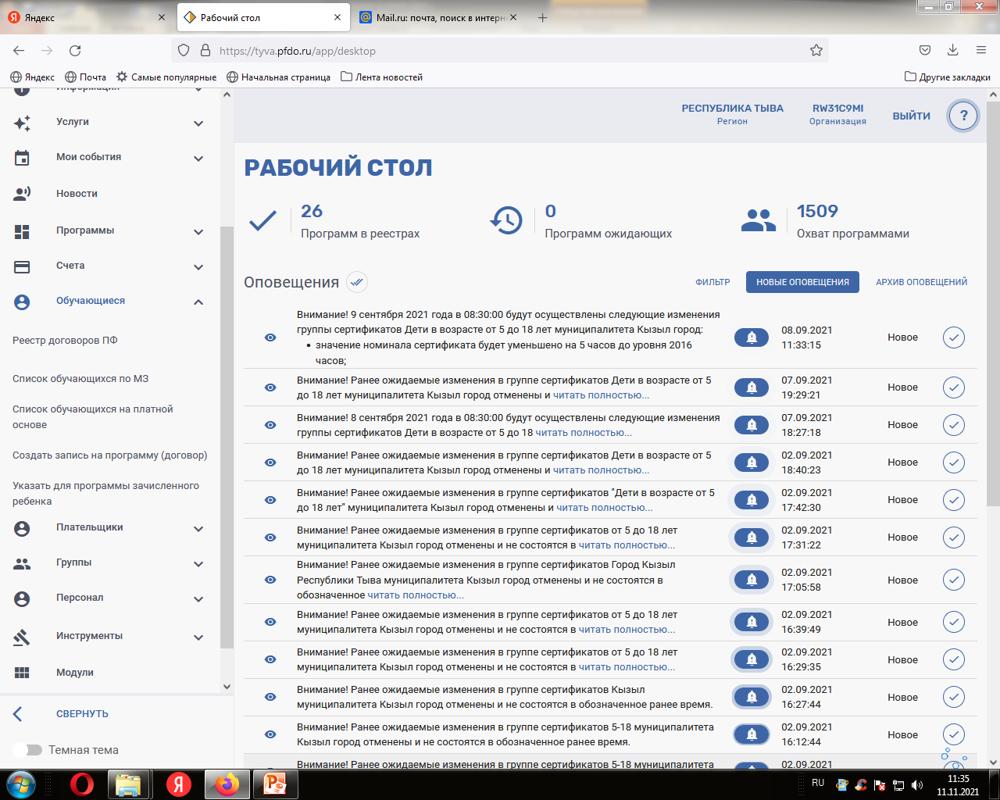 Яндекс
Рабочий стол
Mail.ru: почта, поиск в интерн
https://tyva.pfdo.ru/app/desktop
Яндекс
Почта
Самые популярные
Начальная страница
Лента новостей
Другие закладки
Информация
Услуги
Мои события
Новости
Программы
Счета
Обучающиеся
Реестр договоров ПФ
Список обучающихся по МЗ
Список обучающихся на платной
основе
Создать запись на программу (договор)
Указать для программы зачисленного
ребенка
Плательщики
Группы
Персонал
Инструменты
Модули
СВЕРНУТЬ
Темная тема
РЕСПУБЛИКА ТЫВА
Регион
RW31C9MI
Организация
ВЫЙТИ
?
РАБОЧИЙ СТОЛ
26
Программ в реестрах
0
Программ ожидающих
1509
Охват программами
Оповещения
ФИЛЬТР
НОВЫЕ ОПОВЕЩЕНИЯ
АРХИВ ОПОВЕЩЕНИЙ
Внимание! 9 сентября 2021 года в 08:30:00 будут осуществлены следующие изменения
группы сертификатов Дети в возрасте от 5 до 18 лет муниципалитета Кызыл город:
• значение номинала сертификата будет уменьшено на 5 часов до уровня 2016
часов;
08.09.2021
11:33:15
Новое
Внимание! Ранее ожидаемые изменения в группе сертификатов Дети в возрасте от 5
до 18 лет муниципалитета Кызыл город отменены и читать полностью...
07.09.2021
19:29:21
Новое
Внимание! 8 сентября 2021 года в 08:30:00 будут осуществлены следующие изменения
группы сертификатов Дети в возрасте от 5 до 18 читать полностью...
07.09.2021
18:27:18
Новое
Внимание! Ранее ожидаемые изменения в группе сертификатов Дети в возрасте от 5
до 18 лет муниципалитета Кызыл город отменены и читать полностью...
02.09.2021
18:40:23
Новое
Внимание! Ранее ожидаемые изменения в группе сертификатов "Дети в возрасте от 5
до 18 лет" муниципалитета Кызыл город отменены и читать полностью...
02.09.2021
17:42:30
Новое
Внимание! Ранее ожидаемые изменения в группе сертификатов от 5 до 18 лет
муниципалитета Кызыл город отменены и не состоятся в читать полностью...
02.09.2021
17:31:22
Новое
Внимание! Ранее ожидаемые изменения в группе сертификатов Город Кызыл
Республики Тыва муниципалитета Кызыл город отменены и не состоятся в
обозначенное читать полностью...
02.09.2021
17:05:58
Новое
Внимание! Ранее ожидаемые изменения в группе сертификатов от 5 до 18 лет
муниципалитета Кызыл город отменены и не состоятся в читать полностью...
02.09.2021
16:39:49
Новое
Внимание! Ранее ожидаемые изменения в группе сертификатов от 5 до 18 лет
муниципалитета Кызыл город отменены и не состоятся в читать полностью...
02.09.2021
16:29:35
Новое
Внимание! Ранее ожидаемые изменения в группе сертификатов Кызыл
муниципалитета Кызыл город отменены и не состоятся в обозначенное ранее время.
02.09.2021
16:27:44
Новое
Внимание! Ранее ожидаемые изменения в группе сертификатов 5-18 муниципалитета
Кызыл город отменены и не состоятся в обозначенное ранее время.
02.09.2021
16:12:44
Новое
Внимание! Ранее ожидаемые изменения в группе сертификатов 5-18 муниципалитета
02.09.2021
RU
11:35
11.11.2021